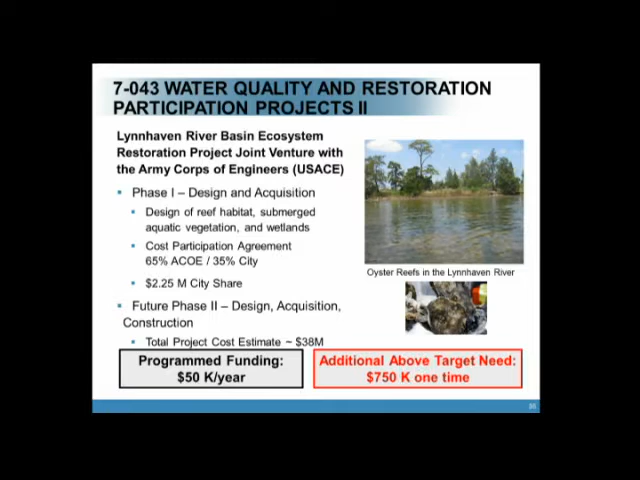 7-043 WATER QUALITY AND RESTORATION
PARTICIPATION PROJECTS II
Lynnhaven River Basin Ecosystem
Restoration Project Joint Venture with
the Army Corps of Engineers (USACE)
▪ Phase I – Design and Acquisition
▪ Design of reef habitat, submerged
aquatic vegetation, and wetlands
▪ Cost Participation Agreement
65% ACOE / 35% City
▪ $2.25 M City Share
▪ Future Phase II – Design, Acquisition,
Construction
▪ Total Project Cost Estimate ~ $38M
Oyster Reefs in the Lynnhaven River
Programmed Funding:
$50 K/year
Additional Above Target Need:
$750 K one time